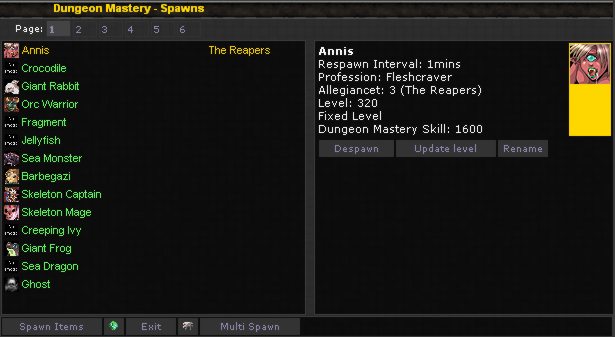 Dungeon Mastery - Spawns
Page: 1 2 3 4 5 6
Annis The Reapers
Crocodile
Giant Rabbit
Orc Warrior
Fragment
Jellyfish
Sea Monster
Barbegazi
Skeleton Captain
Skeleton Mage
Creeping Ivy
Giant Frog
Sea Dragon
Ghost
Annis
Respawn Interval: 1mins
Profession: Fleshcraver
Allegiancet: 3 (The Reapers)
Level: 320
Fixed Level
Dungeon Mastery Skill: 1600
Despawn Update level Rename
Spawn Items Exit Multi Spawn